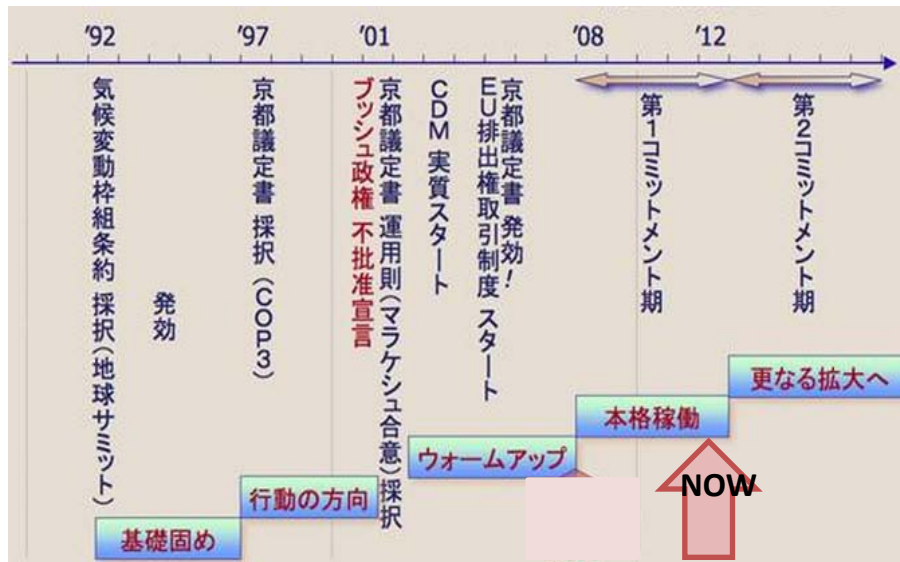 '92
'97
'01
'08
'12
気候変動枠組条約 採択(地球サミット)
発効
京都議定書 採択(COP3)
ブッシュ政権 不批准宣言
京都議定書 運用則(マラケシュ合意)採択
CDM 実質スタート
EU排出権取引制度 スタート
京都議定書 発効!
第1コミットメント期
第2コミットメント期
更なる拡大へ
本格稼働
ウォームアップ
行動の方向
基礎固め
NOW